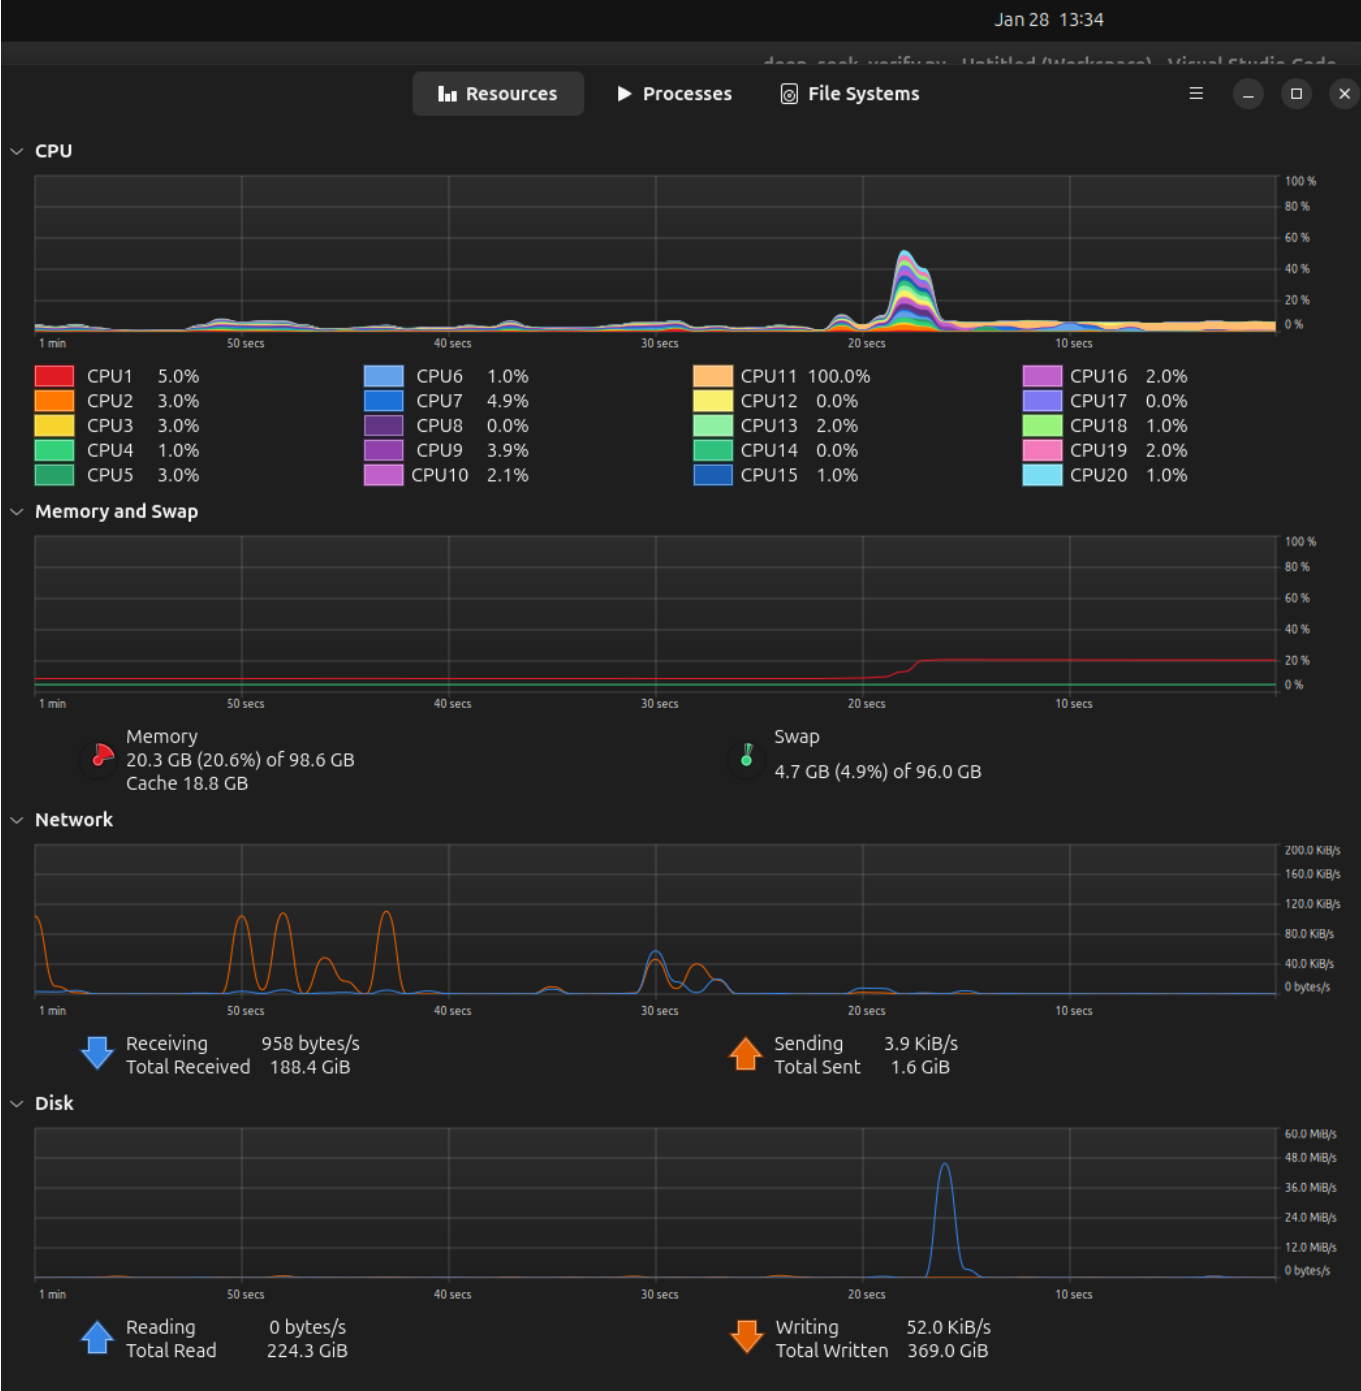 Jan 28 13:34
deep_seek_verify.py - Untitled (Workspace) - Visual Studio Code
Resources Processes File Systems
CPU
100 %
80 %
60 %
40 %
20 %
0 %
1 min 50 secs 40 secs 30 secs 20 secs 10 secs
CPU1 5.0% CPU6 1.0% CPU11 100.0% CPU16 2.0%
CPU2 3.0% CPU7 4.9% CPU12 0.0% CPU17 0.0%
CPU3 3.0% CPU8 0.0% CPU13 2.0% CPU18 1.0%
CPU4 1.0% CPU9 3.9% CPU14 0.0% CPU19 2.0%
CPU5 3.0% CPU10 2.1% CPU15 1.0% CPU20 1.0%
Memory and Swap
100 %
80 %
60 %
40 %
20 %
0 %
1 min 50 secs 40 secs 30 secs 20 secs 10 secs
Memory
20.3 GB (20.6%) of 98.6 GB
Cache 18.8 GB
Swap
4.7 GB (4.9%) of 96.0 GB
Network
200.0 KiB/s
160.0 KiB/s
120.0 KiB/s
80.0 KiB/s
40.0 KiB/s
0 bytes/s
1 min 50 secs 40 secs 30 secs 20 secs 10 secs
Receiving 958 bytes/s
Total Received 188.4 GiB
Sending 3.9 KiB/s
Total Sent 1.6 GiB
Disk
60.0 MiB/s
48.0 MiB/s
36.0 MiB/s
24.0 MiB/s
12.0 MiB/s
0 bytes/s
1 min 50 secs 40 secs 30 secs 20 secs 10 secs
Reading 0 bytes/s
Total Read 224.3 GiB
Writing 52.0 KiB/s
Total Written 369.0 GiB